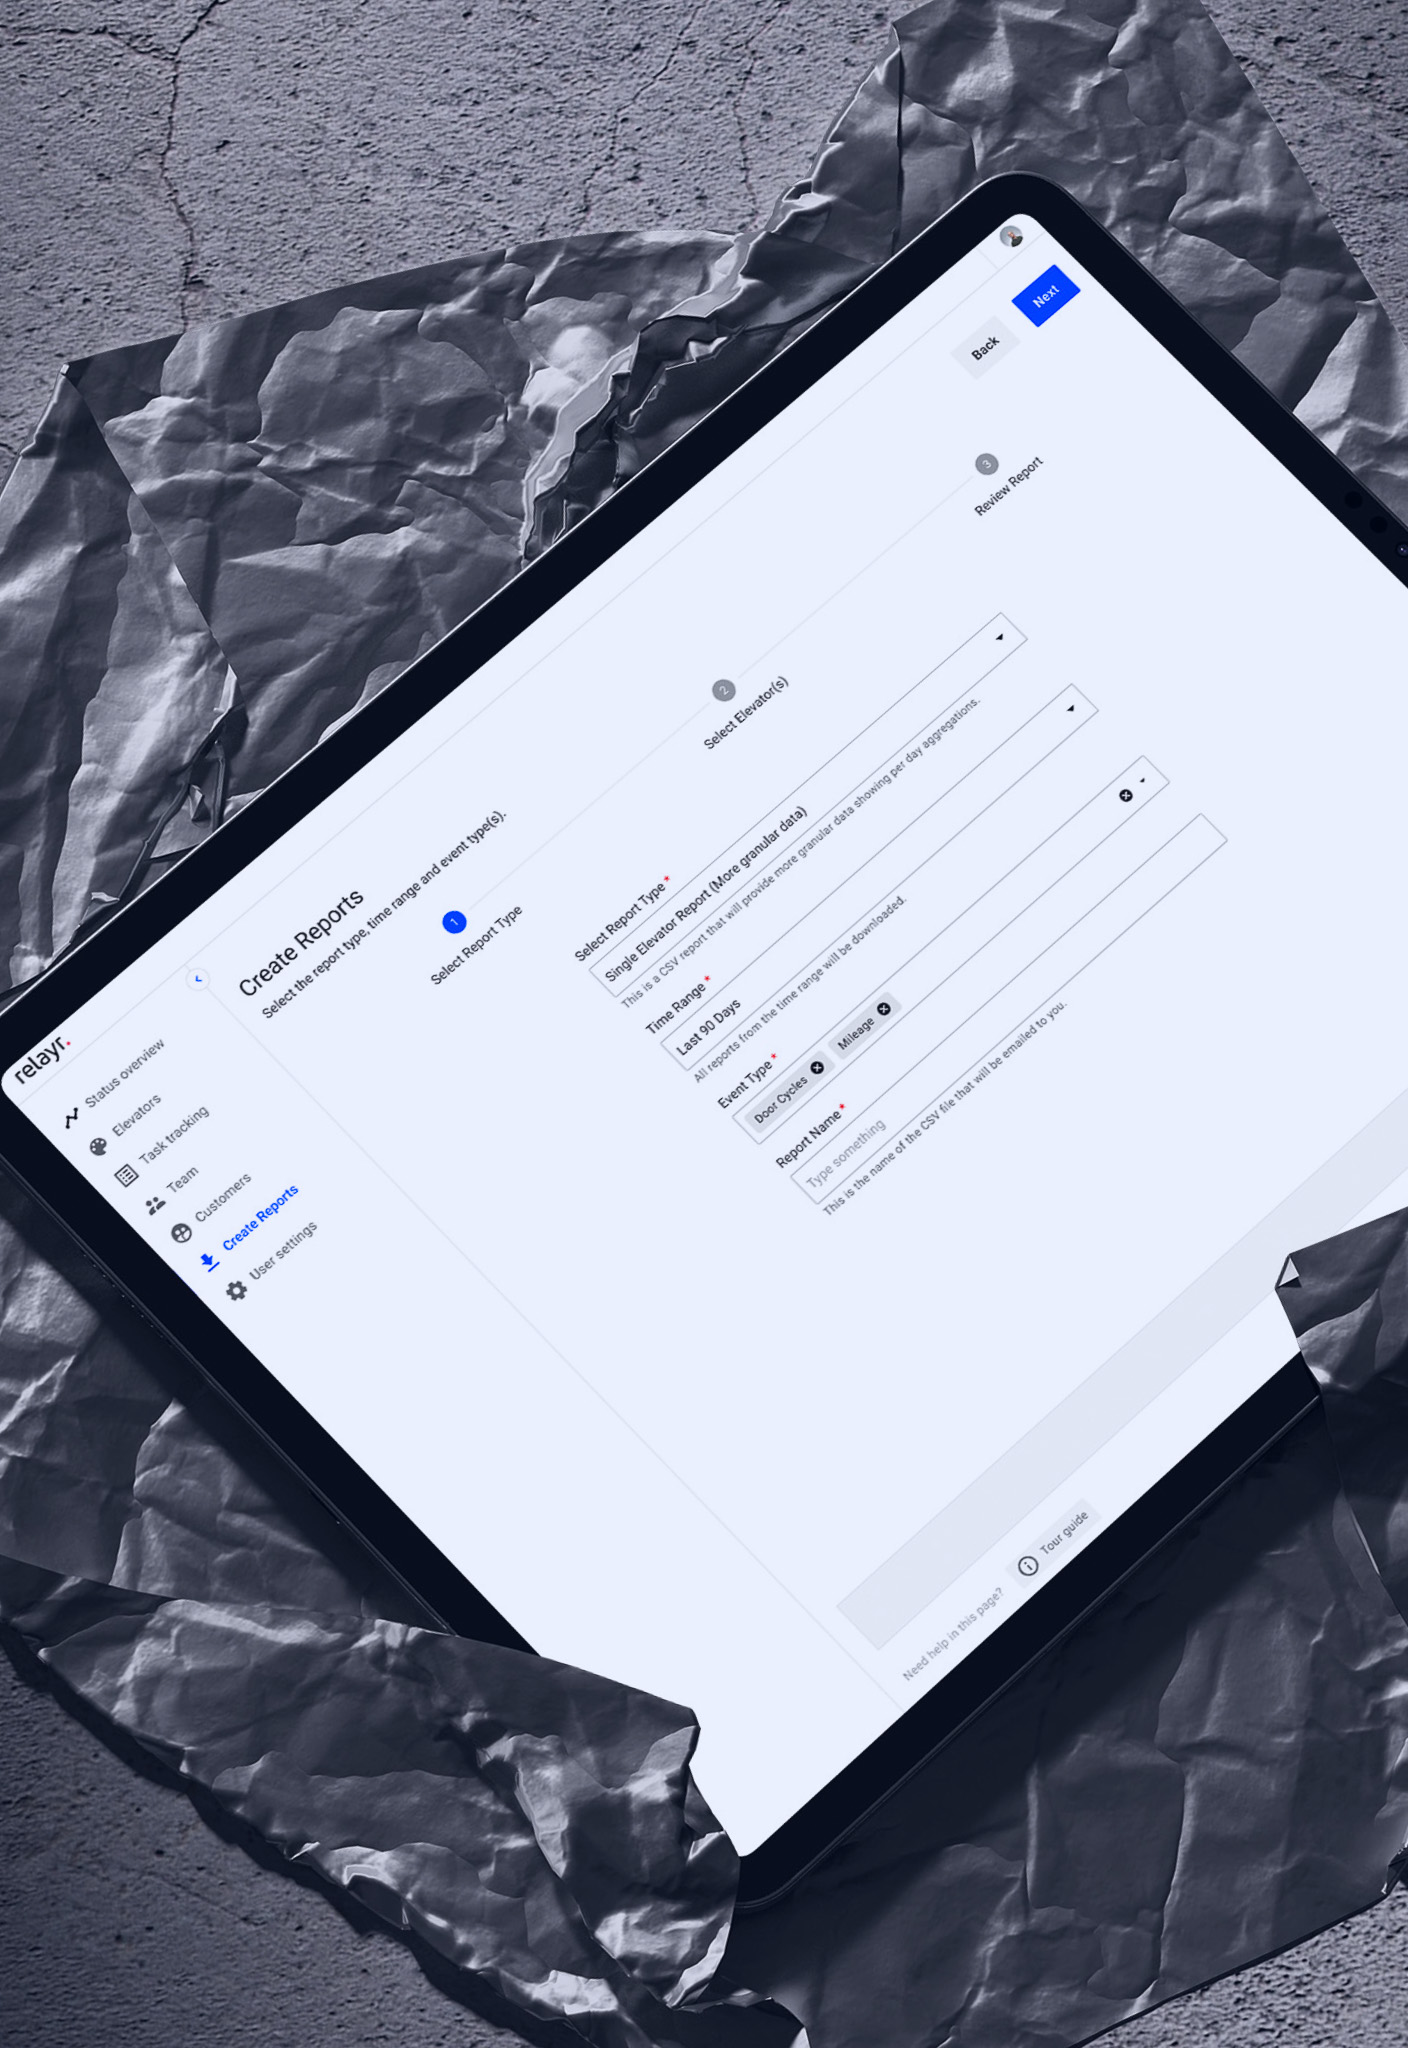 relayr.
Status overview
Elevators
Task tracking
Team
Customers
Create Reports
User settings
Create Reports
Select the report type, time range and event type(s).
Back
Next
1
Select Report Type
2
Select Elevator(s)
3
Review Report
Select Report Type *
Single Elevator Report (More granular data)
This is a CSV report that will provide more granular data showing per day aggregations.
Time Range *
Last 90 Days
All reports from the time range will be downloaded.
Event Type *
Door Cycles
Mileage
Report Name *
Type something
This is the name of the CSV file that will be emailed to you.
Need help in this page?
Tour guide